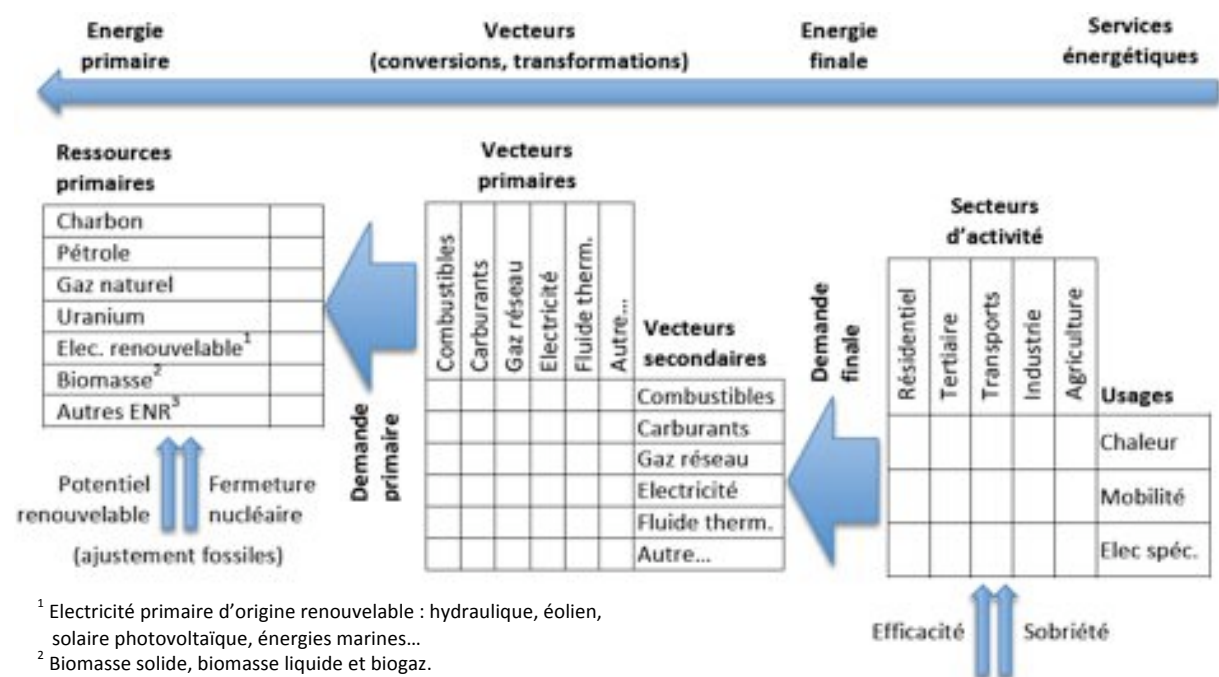 Energie
primaire
Vecteurs
(conversions, transformations)
Energie
finale
Services
énergétiques
Ressources
primaires
Charbon
Pétrole
Gaz naturel
Uranium
Elec. renouvelable¹
Biomasse²
Autres ENR³
Potentiel
renouvelable
Fermeture
nucléaire
(ajustement fossiles)
Demande
primaire
Vecteurs
primaires
Combustibles
Carburants
Gaz réseau
Electricité
Fluide therm.
Autre...
Vecteurs
secondaires
Combustibles
Carburants
Gaz réseau
Electricité
Fluide therm.
Autre...
Demande
finale
Secteurs
d'activité
Résidentiel
Tertiaire
Transports
Industrie
Agriculture
Usages
Chaleur
Mobilité
Elec spéc.
Efficacité
Sobriété
¹ Electricité primaire d'origine renouvelable : hydraulique, éolien,
solaire photovoltaïque, énergies marines...
² Biomasse solide, biomasse liquide et biogaz.